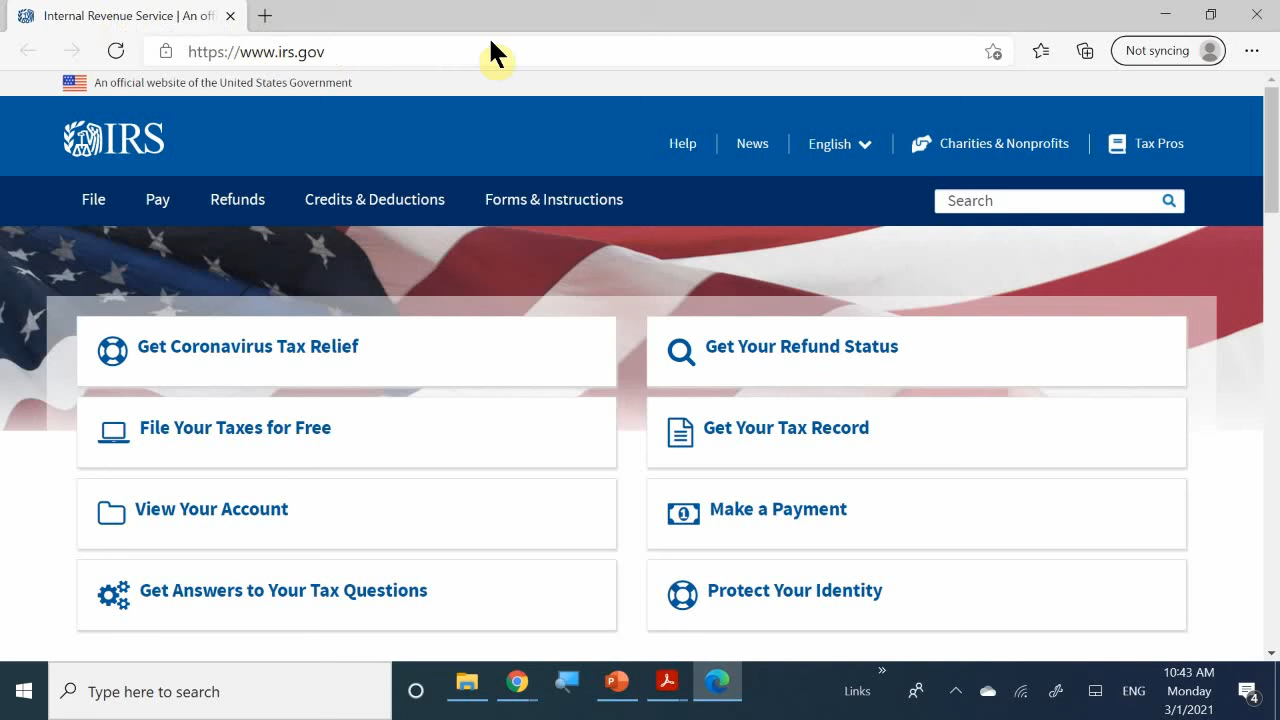 Internal Revenue Service | An off
https://www.irs.gov
Not syncing
An official website of the United States Government
IRS
Help
News
English
Charities & Nonprofits
Tax Pros
File
Pay
Refunds
Credits & Deductions
Forms & Instructions
Search
Get Coronavirus Tax Relief
Get Your Refund Status
File Your Taxes for Free
Get Your Tax Record
View Your Account
1
Make a Payment
Get Answers to Your Tax Questions
Protect Your Identity
Type here to search
Links
ENG
10:43 AM
Monday
3/1/2021
4